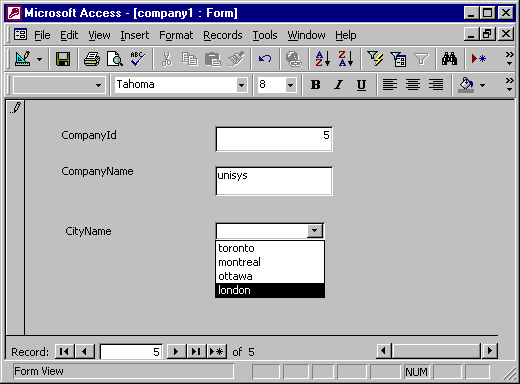 Microsoft Access - [company1 : Form]
File Edit View Insert Format Records Tools Window Help
Tahoma 8 B I U
CompanyId 5
CompanyName unisys
CityName
toronto
montreal
ottawa
london
Record: 5 of 5
Form View NUM